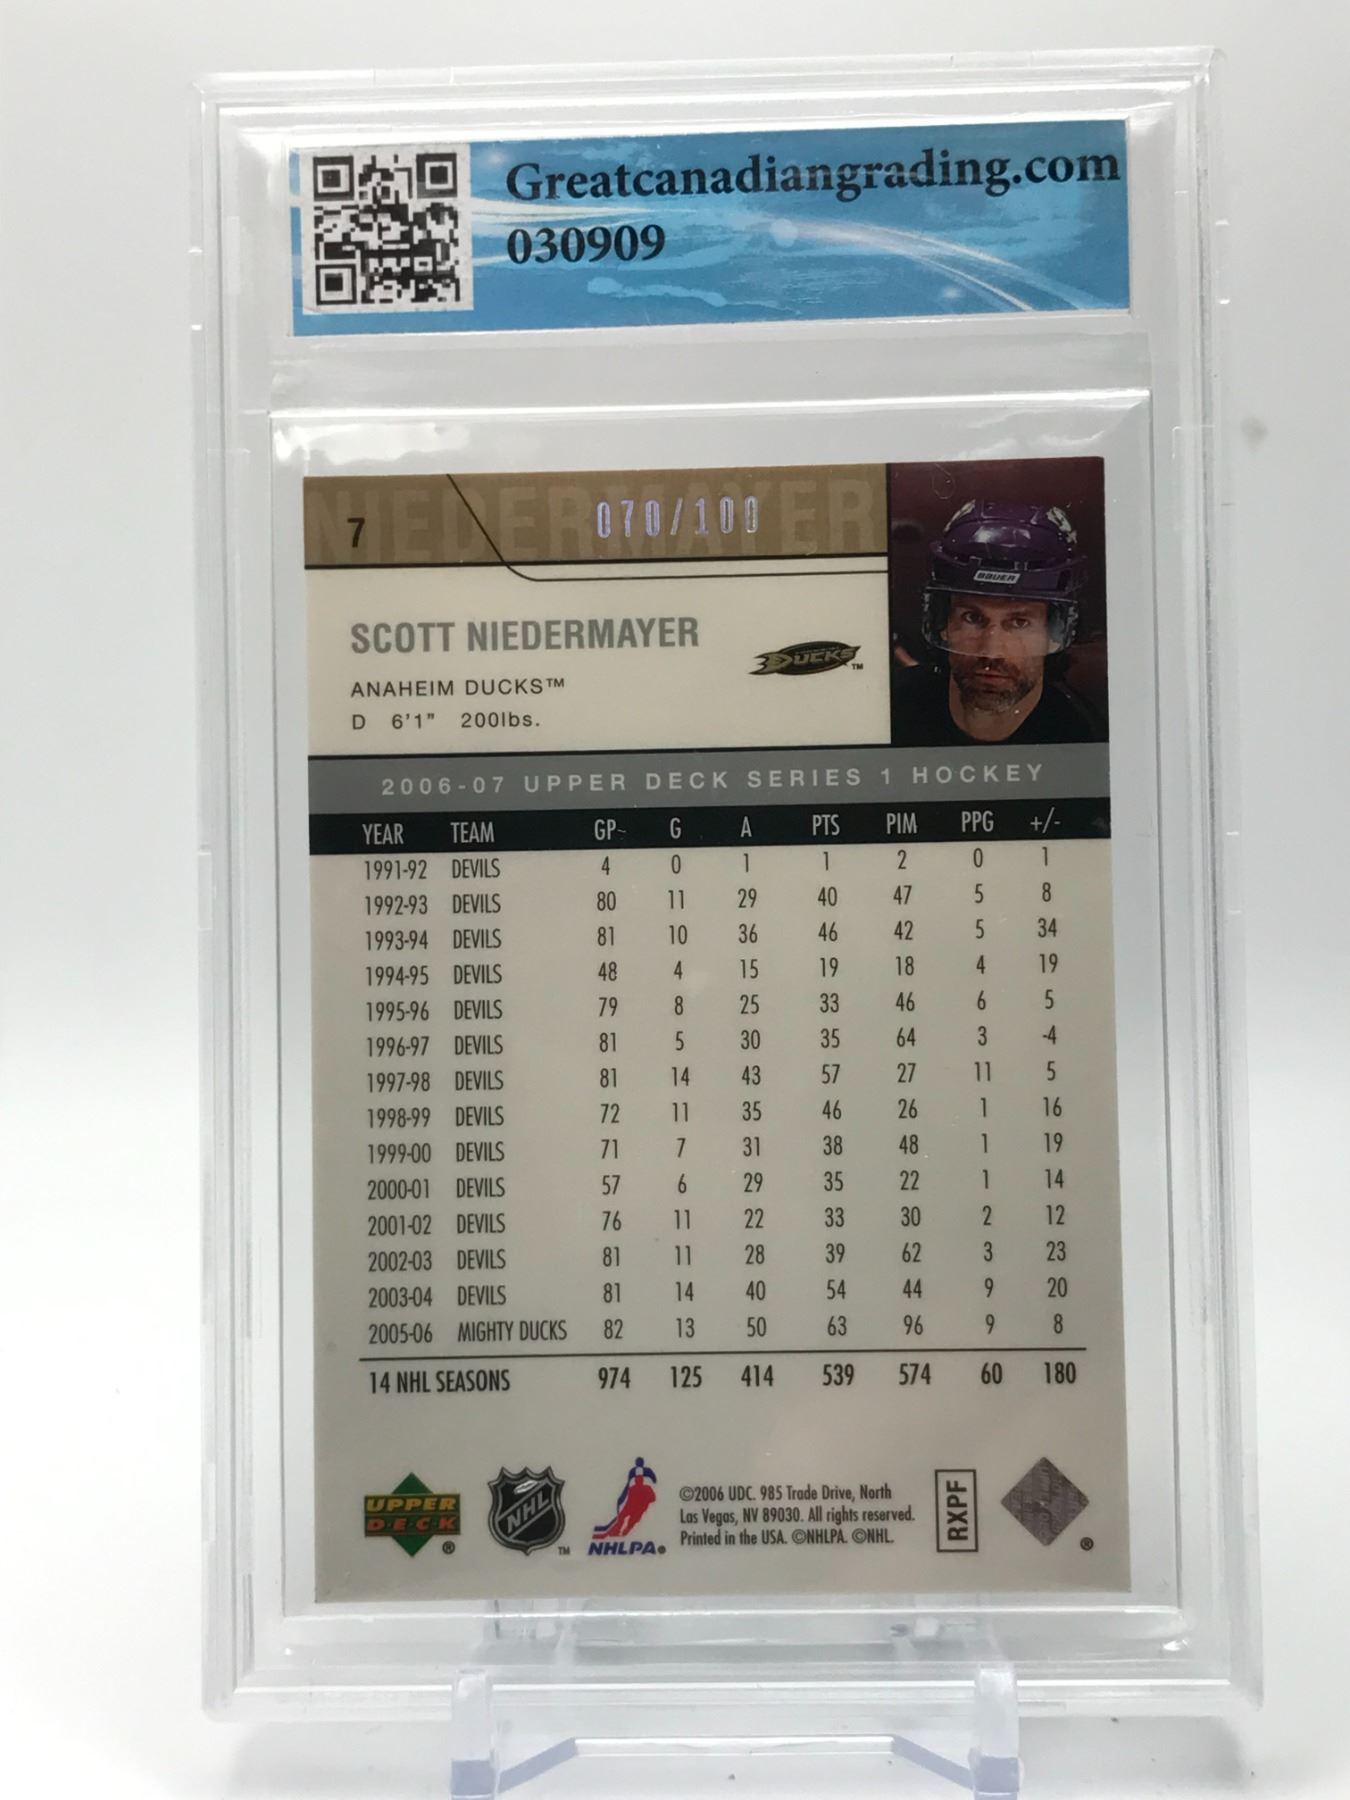 Greatcanadiangrading.com
030909
NIEDERMAYER
7
070/100
BAUER
SCOTT NIEDERMAYER
DUCKS™
ANAHEIM DUCKS™
D 6'1" 200lbs.
2006-07 UPPER DECK SERIES 1 HOCKEY
YEAR TEAM GP~ G A PTS PIM PPG +/-
1991-92 DEVILS 4 0 1 1 2 0 1
1992-93 DEVILS 80 11 29 40 47 5 8
1993-94 DEVILS 81 10 36 46 42 5 34
1994-95 DEVILS 48 4 15 19 18 4 19
1995-96 DEVILS 79 8 25 33 46 6 5
1996-97 DEVILS 81 5 30 35 64 3 -4
1997-98 DEVILS 81 14 43 57 27 11 5
1998-99 DEVILS 72 11 35 46 26 1 16
1999-00 DEVILS 71 7 31 38 48 1 19
2000-01 DEVILS 57 6 29 35 22 1 14
2001-02 DEVILS 76 11 22 33 30 2 12
2002-03 DEVILS 81 11 28 39 62 3 23
2003-04 DEVILS 81 14 40 54 44 9 20
2005-06 MIGHTY DUCKS 82 13 50 63 96 9 8
14 NHL SEASONS 974 125 414 539 574 60 180
UPPER
D·E·C·K ®
NHL ™
NHLPA®
©2006 UDC. 985 Trade Drive, North
Las Vegas, NV 89030. All rights reserved.
Printed in the USA. ©NHLPA. ©NHL.
RXPF
®